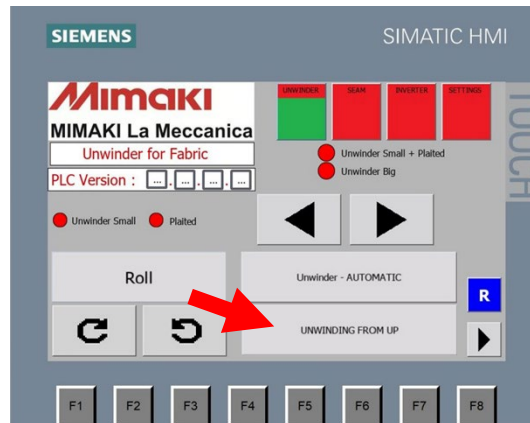 SIEMENS
SIMATIC HMI
TOUCH
Mimaki
MIMAKI La Meccanica
Unwinder for Fabric
PLC Version : ... . ... . ... . ...
UNWINDER SEAM INVERTER SETTINGS
Unwinder Small + Plaited
Unwinder Big
Unwinder Small Plaited
Roll
Unwinder - AUTOMATIC
R
UNWINDING FROM UP
F1 F2 F3 F4 F5 F6 F7 F8